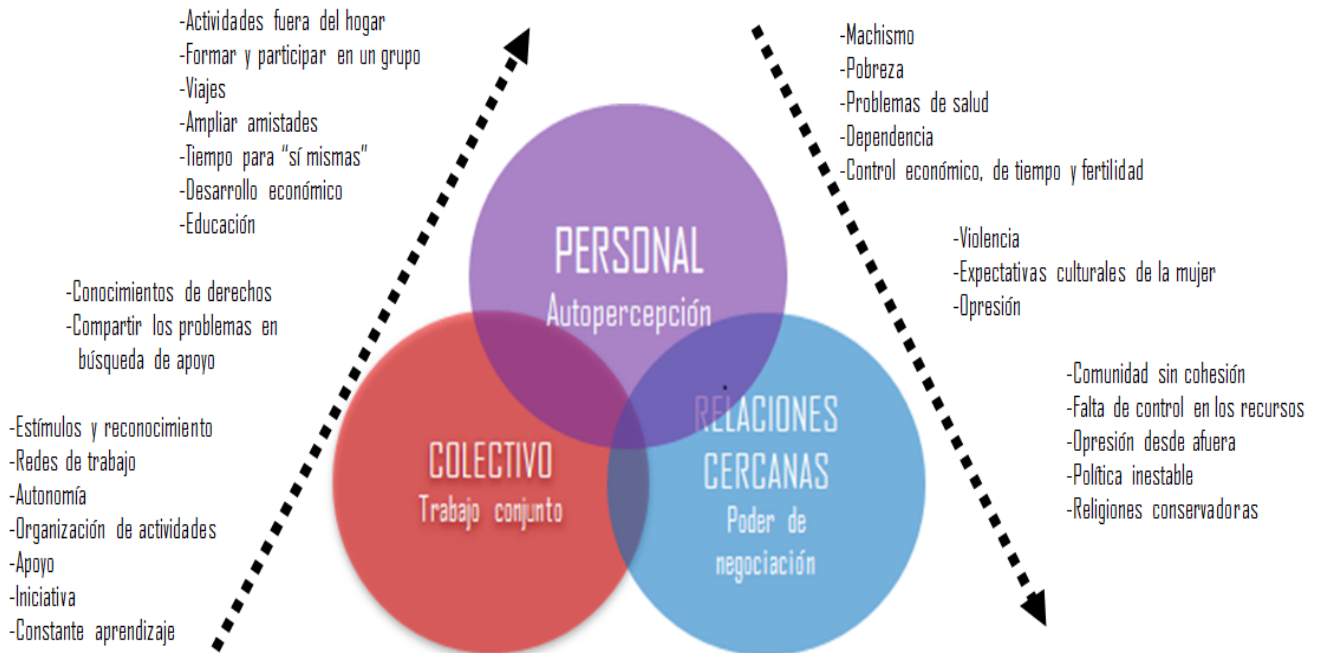 -Actividades fuera del hogar
-Formar y participar en un grupo
-Viajes
-Ampliar amistades
-Tiempo para “sí mismas”
-Desarrollo económico
-Educación
-Conocimientos de derechos
-Compartir los problemas en
búsqueda de apoyo
-Estímulos y reconocimiento
-Redes de trabajo
-Autonomía
-Organización de actividades
-Apoyo
-Iniciativa
-Constante aprendizaje
PERSONAL
Autopercepción
COLECTIVO
Trabajo conjunto
RELACIONES
CERCANAS
Poder de
negociación
-Machismo
-Pobreza
-Problemas de salud
-Dependencia
-Control económico, de tiempo y fertilidad
-Violencia
-Expectativas culturales de la mujer
-Opresión
-Comunidad sin cohesión
-Falta de control en los recursos
-Opresión desde afuera
-Política inestable
-Religiones conservadoras